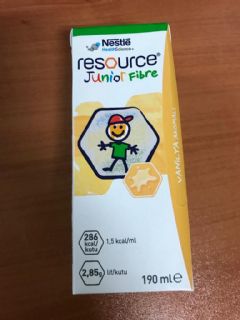 Nestlé
HealthScience
resource®
Junior Fibre
VANİLYA AROMALI
286
kcal/
kutu
1,5 kcal/ml
2,85g
lif/kutu
190 ml e